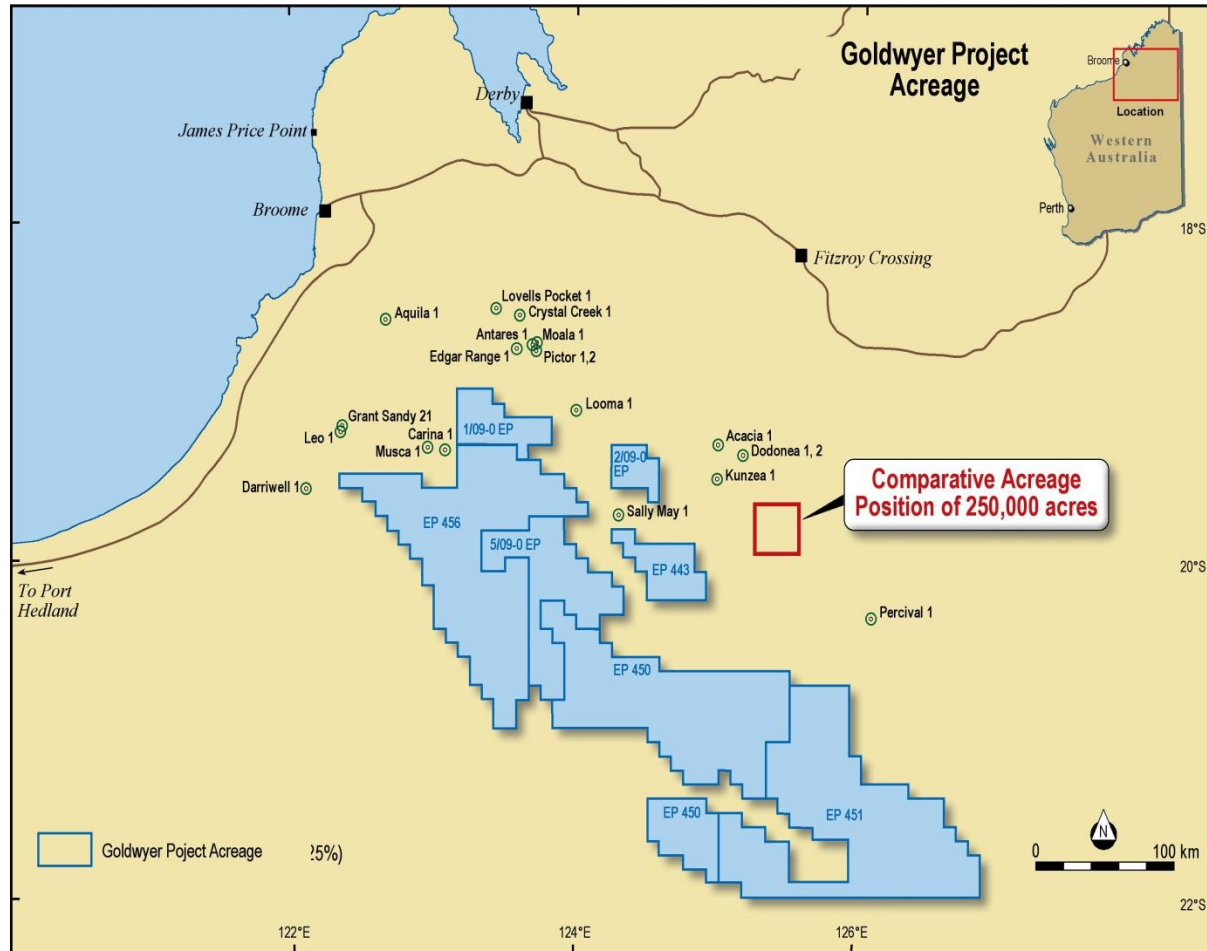 Goldwyer Project
Acreage
Broome
Location
Western
Australia
Perth
Derby
James Price Point
Broome
18°S
Fitzroy Crossing
Lovells Pocket 1
Aquila 1
Crystal Creek 1
Antares 1
Moala 1
Edgar Range 1
Pictor 1,2
Looma 1
Grant Sandy 21
Leo 1
1/09-0 EP
Carina 1
Musca 1
Acacia 1
Dodonea 1, 2
2/09-0
EP
Kunzea 1
Darriwell 1
Comparative Acreage
Position of 250,000 acres
Sally May 1
EP 456
5/09-0 EP
EP 443
20°S
To Port
Hedland
Percival 1
EP 450
EP 450
EP 451
N
Goldwyer Poject Acreage
:5%)
0
100 km
22°S
122°E
124°E
126°E